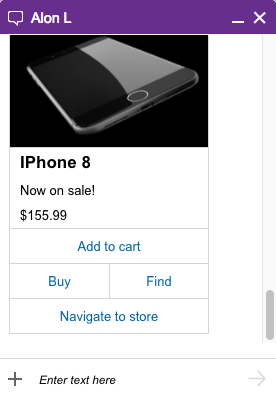 Alon L
IPhone 8
Now on sale!
$155.99
Add to cart
Buy
Find
Navigate to store
Enter text here